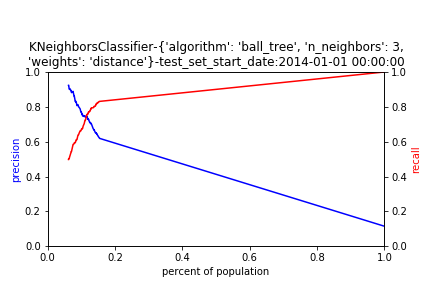 KNeighborsClassifier-{'algorithm': 'ball_tree', 'n_neighbors': 3,
'weights': 'distance'}-test_set_start_date:2014-01-01 00:00:00
1.0
0.8
0.6
0.4
0.2
0.0
precision
1.0
0.8
0.6
0.4
0.2
0.0
recall
0.0 0.2 0.4 0.6 0.8 1.0
percent of population